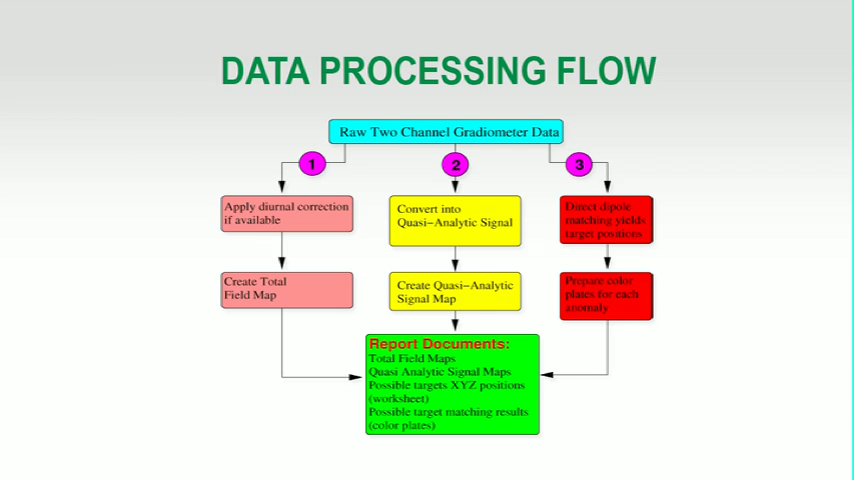 DATA PROCESSING FLOW
Raw Two Channel Gradiometer Data
1
2
3
Apply diurnal correction
if available
Convert into
Quasi−Analytic Signal
Direct dipole
matching yields
target positions
Create Total
Field Map
Create Quasi−Analytic
Signal Map
Prepare color
plates for each
anomaly
Report Documents:
Total Field Maps
Quasi Analytic Signal Maps
Possible targets XYZ positions
(worksheet)
Possible target matching results
(color plates)